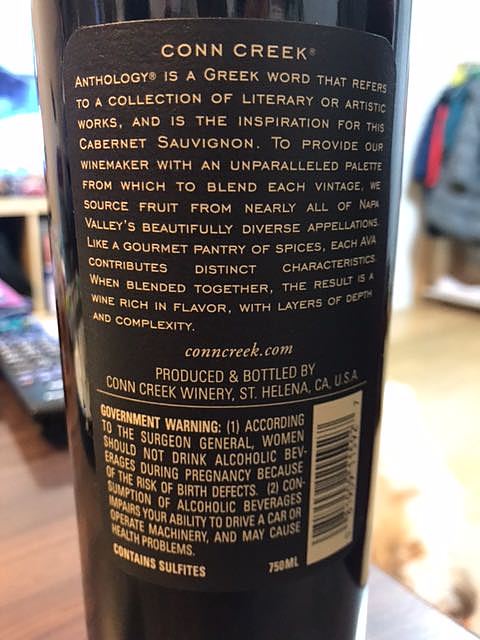 CONN CREEK®
ANTHOLOGY® IS A GREEK WORD THAT REFERS
TO A COLLECTION OF LITERARY OR ARTISTIC
WORKS, AND IS THE INSPIRATION FOR THIS
CABERNET SAUVIGNON. TO PROVIDE OUR
WINEMAKER WITH AN UNPARALLELED PALETTE
FROM WHICH TO BLEND EACH VINTAGE, WE
SOURCE FRUIT FROM NEARLY ALL OF NAPA
VALLEY'S BEAUTIFULLY DIVERSE APPELLATIONS.
LIKE A GOURMET PANTRY OF SPICES, EACH AVA
CONTRIBUTES DISTINCT CHARACTERISTICS.
WHEN BLENDED TOGETHER, THE RESULT IS A
WINE RICH IN FLAVOR, WITH LAYERS OF DEPTH
AND COMPLEXITY.
conncreek.com
PRODUCED & BOTTLED BY
CONN CREEK WINERY, ST. HELENA, CA, U.S.A.
GOVERNMENT WARNING: (1) ACCORDING
TO THE SURGEON GENERAL, WOMEN
SHOULD NOT DRINK ALCOHOLIC BEV-
ERAGES DURING PREGNANCY BECAUSE
OF THE RISK OF BIRTH DEFECTS. (2) CON-
SUMPTION OF ALCOHOLIC BEVERAGES
IMPAIRS YOUR ABILITY TO DRIVE A CAR OR
OPERATE MACHINERY, AND MAY CAUSE
HEALTH PROBLEMS.
CONTAINS SULFITES 750ML